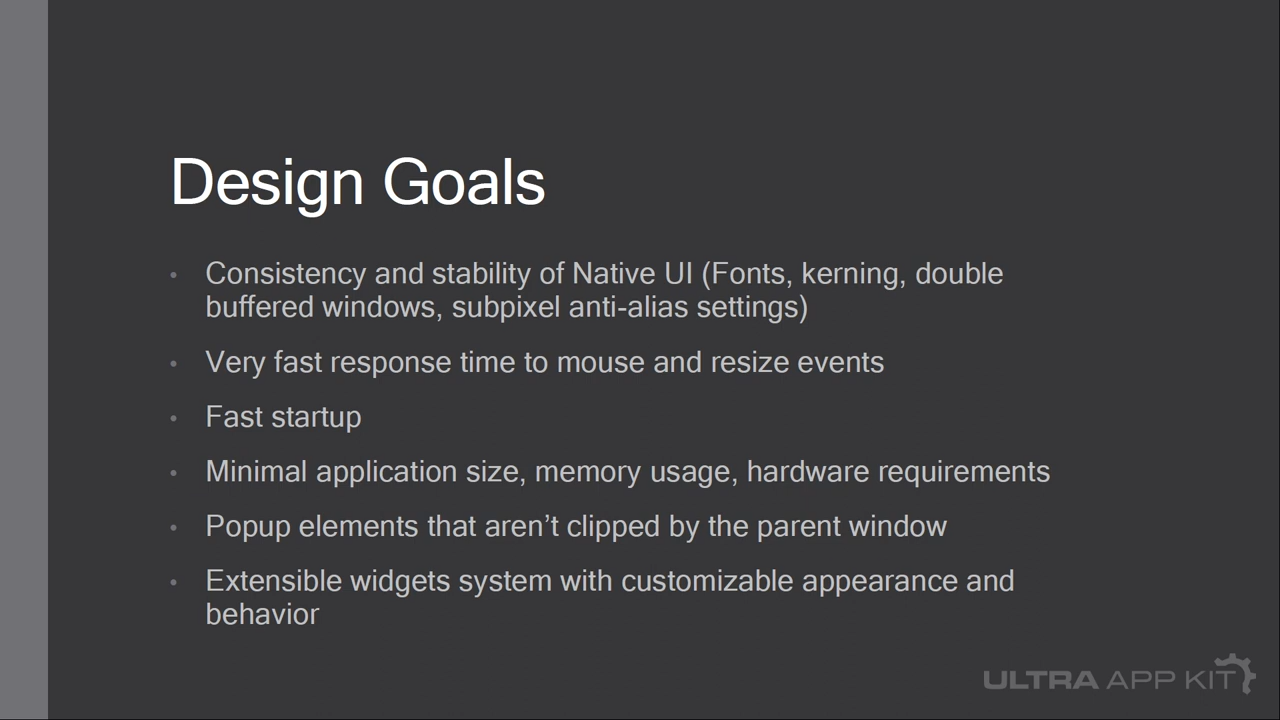 Design Goals
• Consistency and stability of Native UI (Fonts, kerning, double
buffered windows, subpixel anti-alias settings)
• Very fast response time to mouse and resize events
• Fast startup
• Minimal application size, memory usage, hardware requirements
• Popup elements that aren’t clipped by the parent window
• Extensible widgets system with customizable appearance and
behavior
ULTRA APP KIT